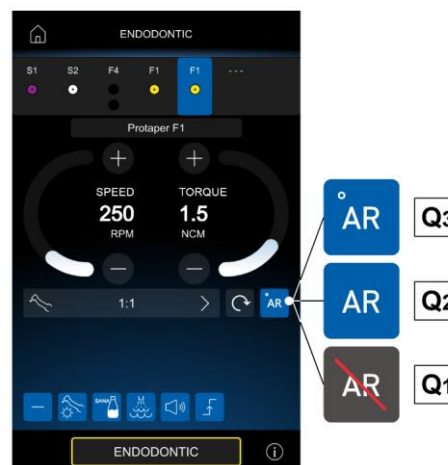 ENDODONTIC
S1 S2 F4 F1 F1 ---
Protaper F1
SPEED TORQUE
250 1.5
RPM NCM
1:1 AR
SANA
ENDODONTIC
AR Q3
AR Q2
AR Q1